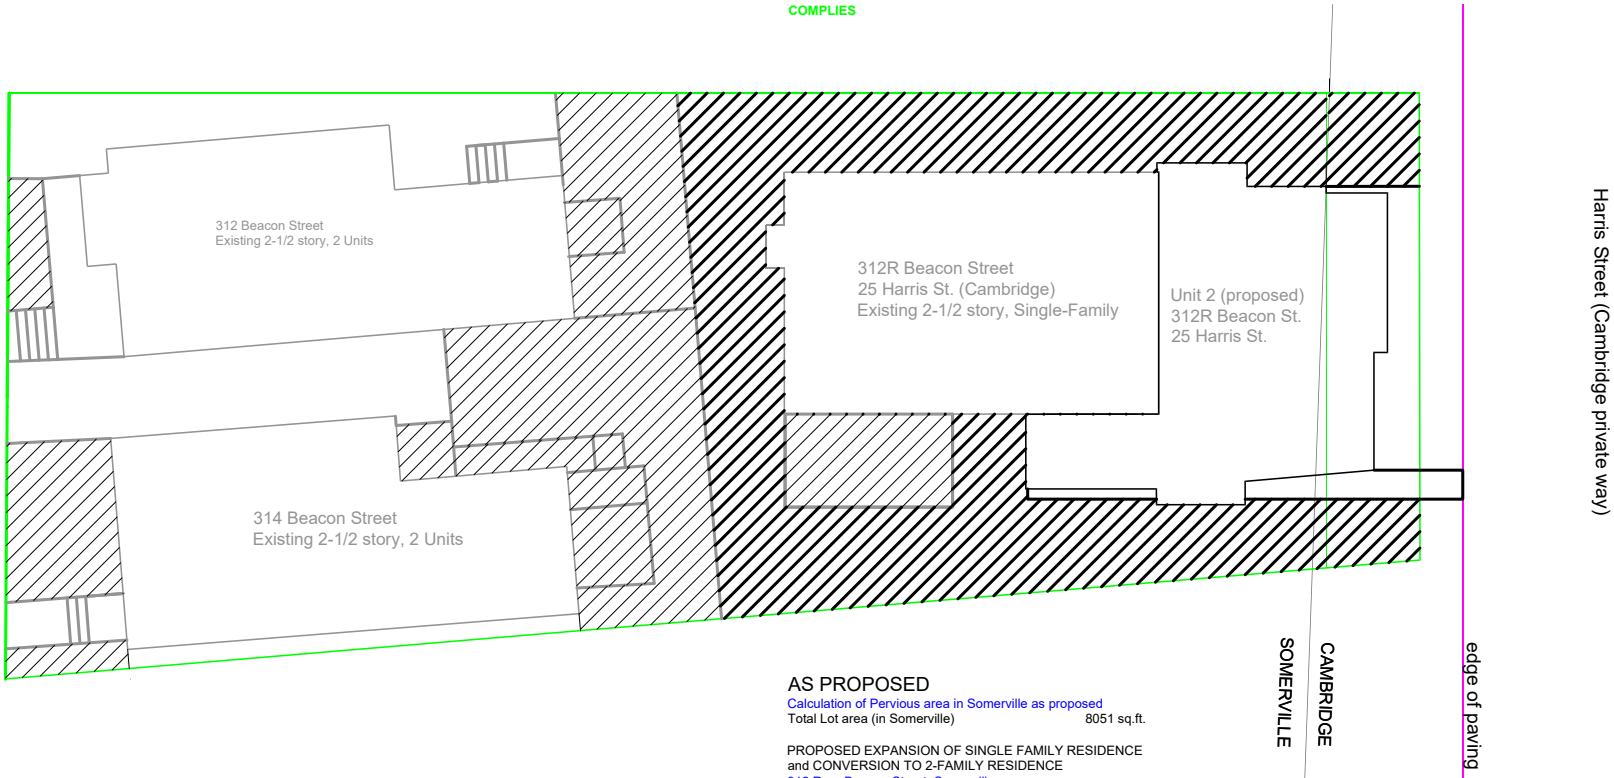 COMPLIES
312 Beacon Street
Existing 2-1/2 story, 2 Units
312R Beacon Street
25 Harris St. (Cambridge)
Existing 2-1/2 story, Single-Family
Unit 2 (proposed)
312R Beacon St.
25 Harris St.
Harris Street (Cambridge private way)
314 Beacon Street
Existing 2-1/2 story, 2 Units
SOMERVILLE
CAMBRIDGE
edge of paving
AS PROPOSED
Calculation of Pervious area in Somerville as proposed
Total Lot area (in Somerville) 8051 sq.ft.
PROPOSED EXPANSION OF SINGLE FAMILY RESIDENCE
and CONVERSION TO 2-FAMILY RESIDENCE